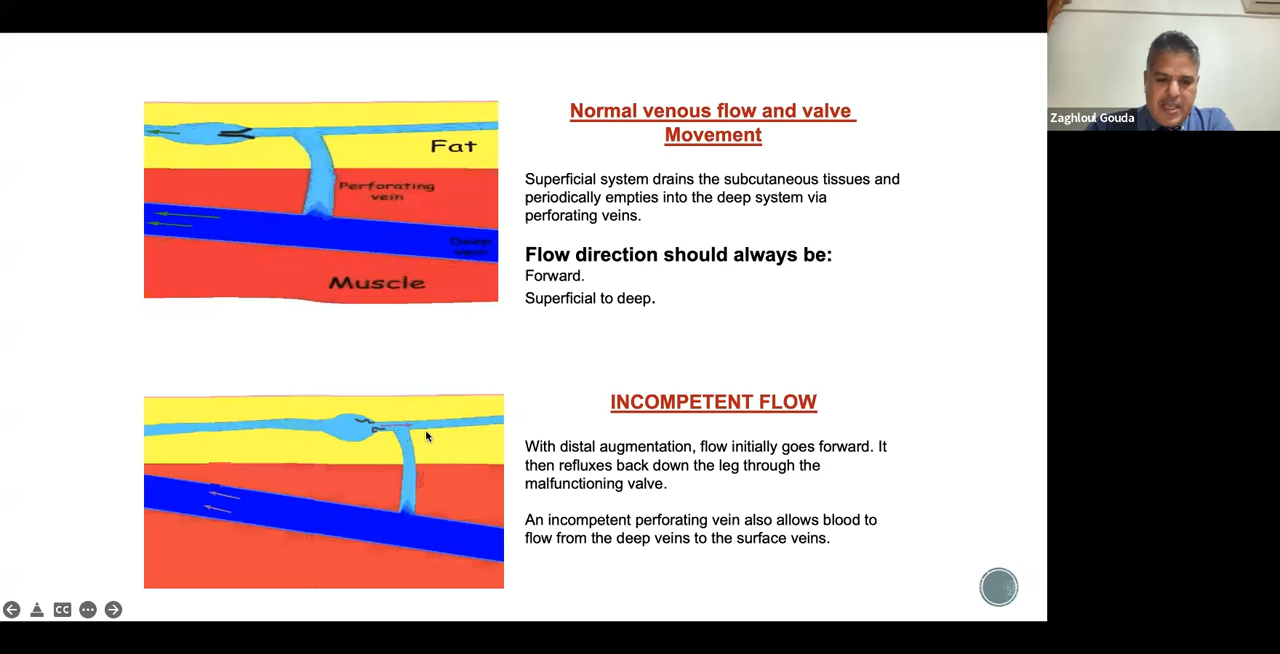 Normal venous flow and valve
Movement
Fat
Perforating
vein
Deep
vein
Muscle
Superficial system drains the subcutaneous tissues and
periodically empties into the deep system via
perforating veins.
Flow direction should always be:
Forward.
Superficial to deep.
INCOMPETENT FLOW
With distal augmentation, flow initially goes forward. It
then refluxes back down the leg through the
malfunctioning valve.
An incompetent perforating vein also allows blood to
flow from the deep veins to the surface veins.
CC
Zaghloul Gouda